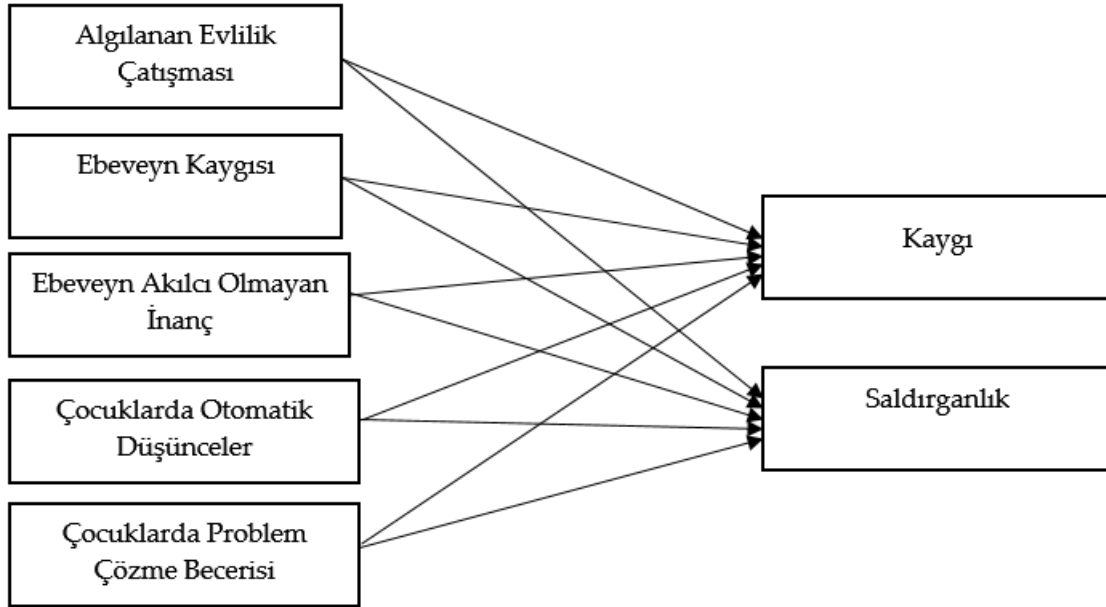 Algılanan Evlilik
Çatışması
Ebeveyn Kaygısı
Ebeveyn Akılcı Olmayan
İnanç
Çocuklarda Otomatik
Düşünceler
Çocuklarda Problem
Çözme Becerisi
Kaygı
Saldırganlık